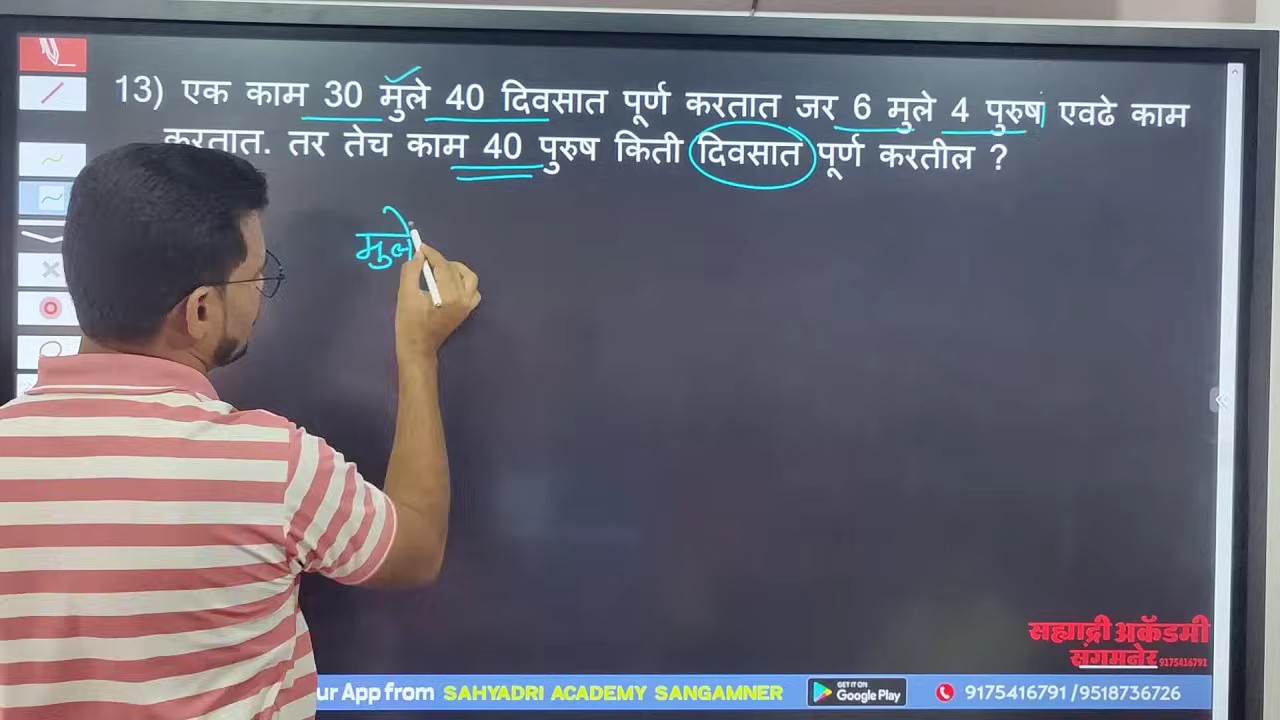 13) एक काम 30 मुले 40 दिवसात पूर्ण करतात जर 6 मुले 4 पुरुष एवढे काम
करतात. तर तेच काम 40 पुरुष किती दिवसात पूर्ण करतील ?
मुले
सह्याद्री अकॅडमी
संगमनेर 9175416791
ur App from SAHYADRI ACADEMY SANGAMNER GET IT ON Google Play 9175416791 /9518736726